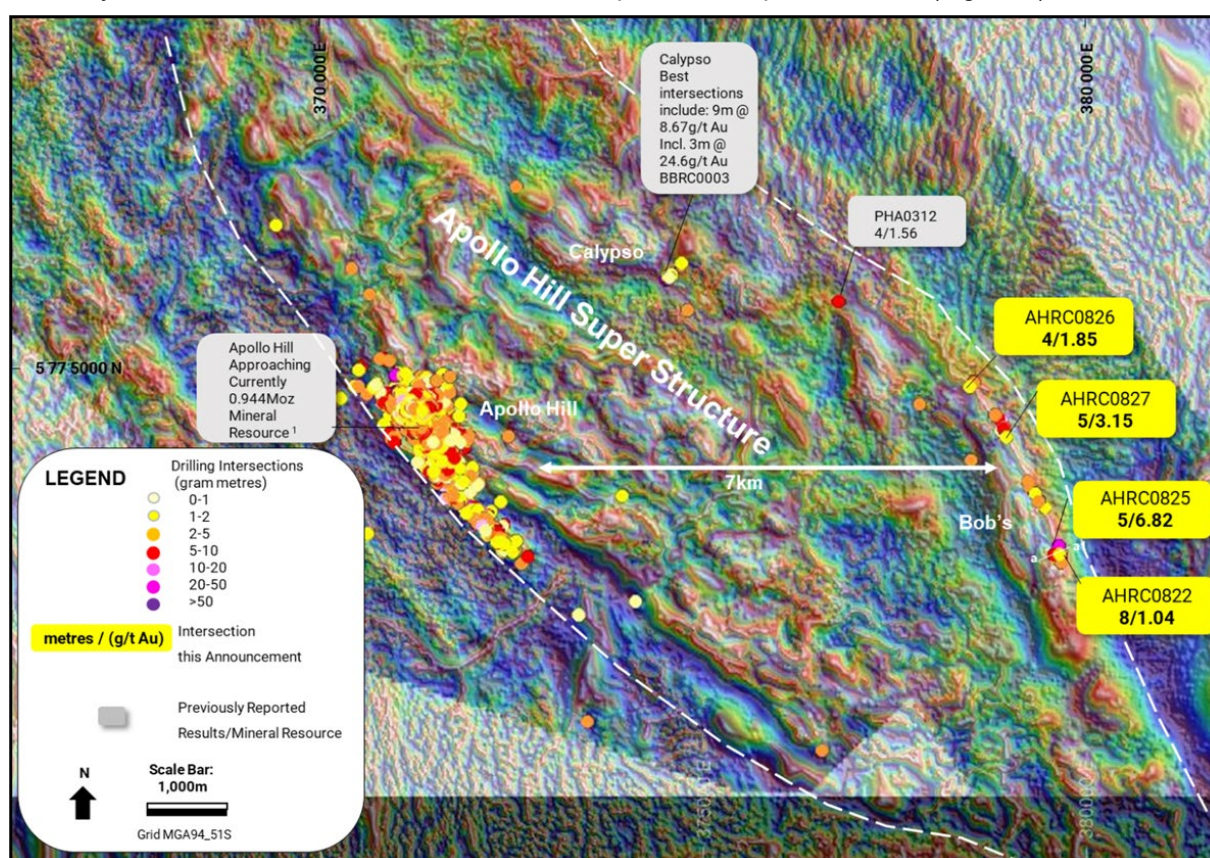 370 000 E
380 000 E
Calypso
Best
intersections
include: 9m @
8.67g/t Au
Incl. 3m @
24.6g/t Au
BBRC0003
PHA0312
4/1.56
Calypso
Apollo Hill Super Structure
AHRC0826
4/1.85
Apollo Hill
Approaching
Currently
0.944Moz
Mineral
Resource ¹
5 77 5000 N
Apollo Hill
AHRC0827
5/3.15
7km
Bob's
AHRC0825
5/6.82
a
a
AHRC0822
8/1.04
LEGEND
Drilling Intersections
(gram metres)
0-1
1-2
2-5
5-10
10-20
20-50
>50
metres / (g/t Au)
Intersection
this Announcement
Previously Reported
Results/Mineral Resource
N
Scale Bar:
1,000m
Grid MGA94_51S
375000 E
380000 E